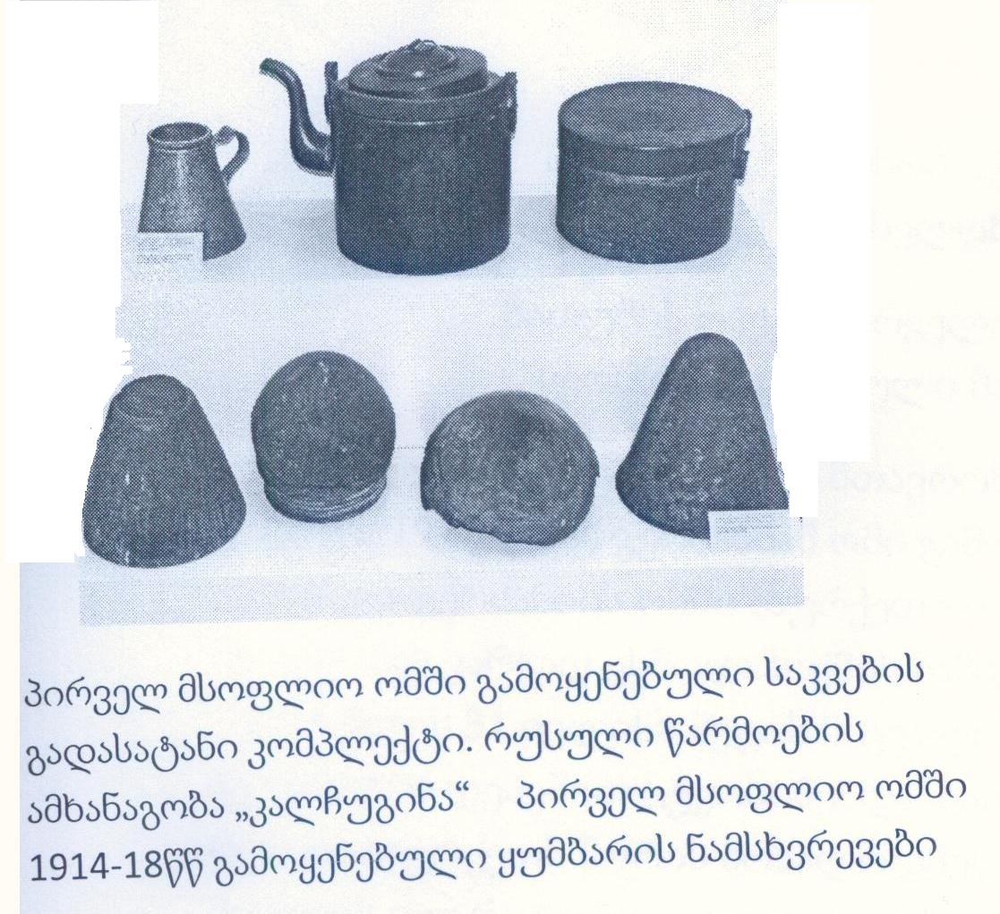 პირველ მსოფლიო ომში გამოყენებული საკვების
გადასატანი კომპლექტი. რუსული წარმოების
ამხანაგობა „კალჩუგინა“ პირველ მსოფლიო ომში
1914-18წწ გამოყენებული ყუმბარის ნამსხვრევები